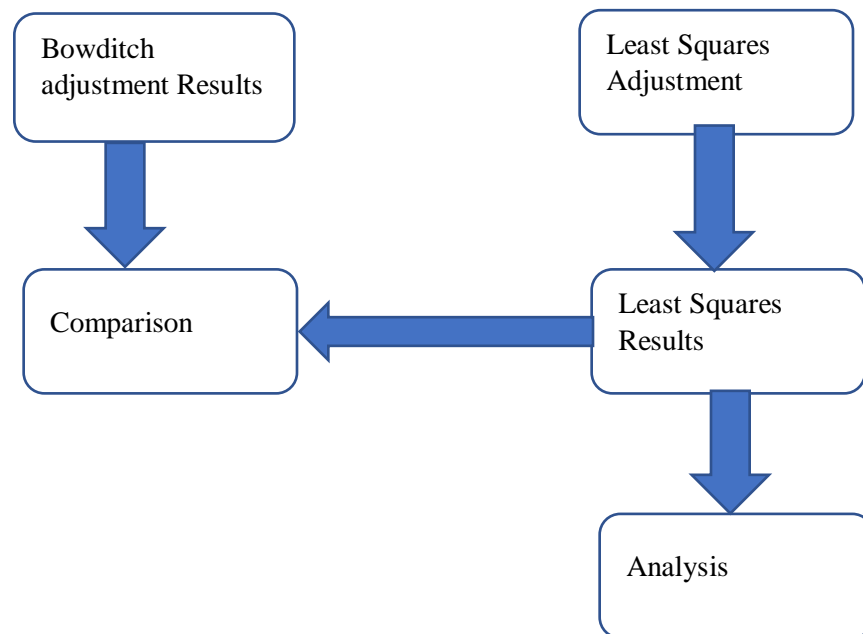 Bowditch
adjustment Results
Least Squares
Adjustment
Comparison
Least Squares
Results
Analysis